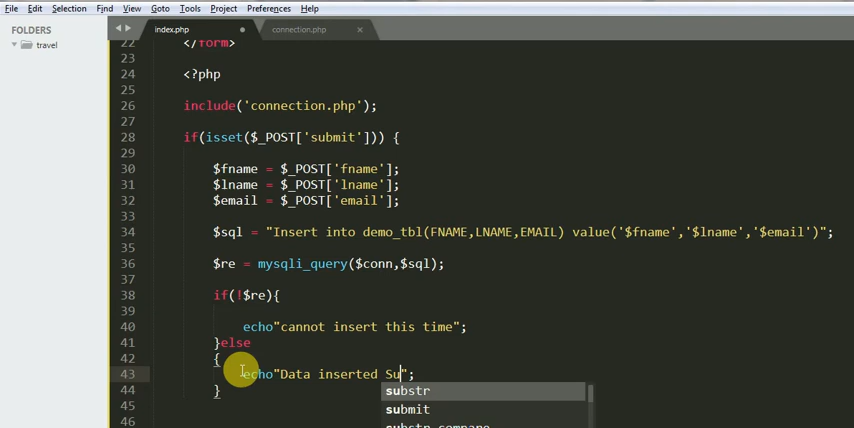 File Edit Selection Find View Goto Tools Project Preferences Help
FOLDERS
travel
index.php
connection.php
22 </form>
23
24 <?php
25
26 include('connection.php');
27
28 if(isset($_POST['submit'])) {
29
30 $fname = $_POST['fname'];
31 $lname = $_POST['lname'];
32 $email = $_POST['email'];
33
34 $sql = "Insert into demo_tbl(FNAME,LNAME,EMAIL) value('$fname','$lname','$email')";
35
36 $re = mysqli_query($conn,$sql);
37
38 if(!$re){
39
40 echo"cannot insert this time";
41 }else
42 {
43 echo"Data inserted Su";
44 }
45
46
substr
submit
substr_compare